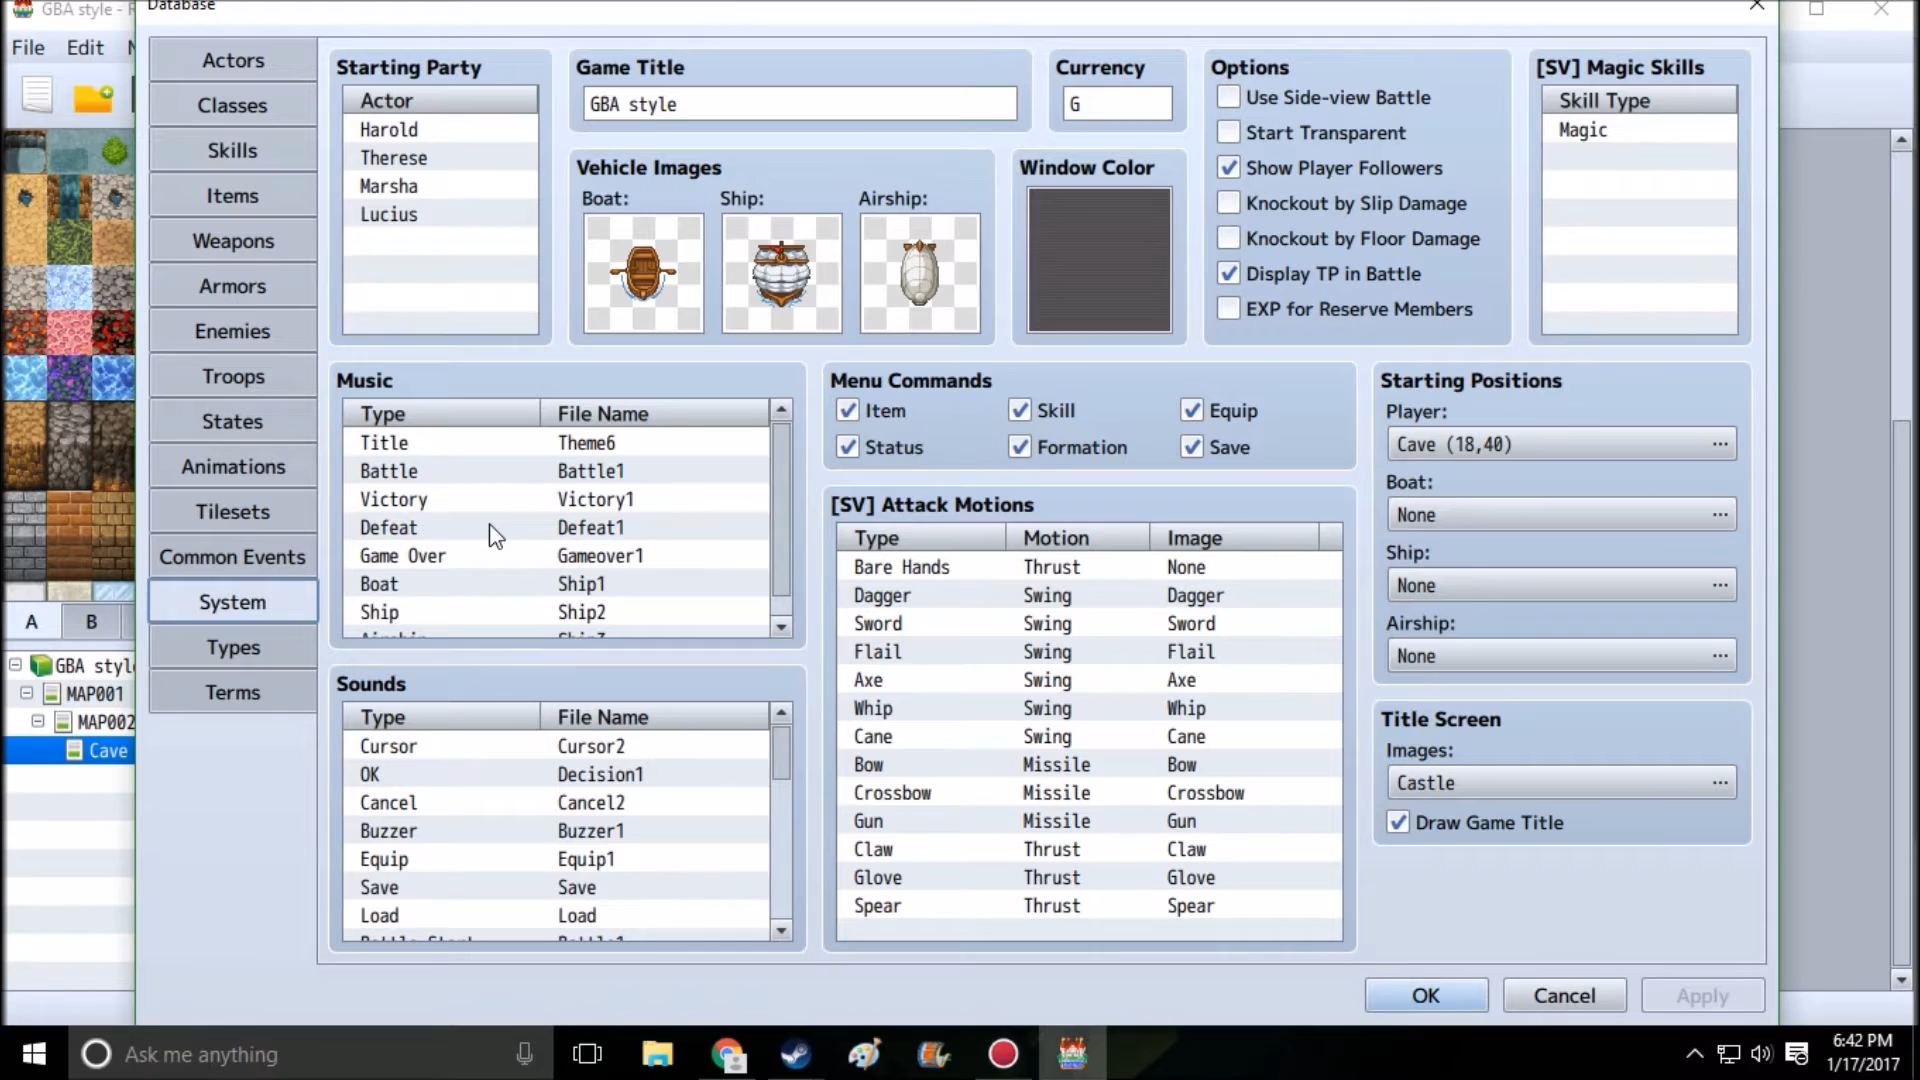 GBA style - R
Database
File Edit
Actors
Classes
Skills
Items
Weapons
Armors
Enemies
Troops
States
Animations
Tilesets
Common Events
System
Types
Terms
A B
GBA style
MAP001
MAP002
Cave
Starting Party
Actor
Harold
Therese
Marsha
Lucius
Game Title
GBA style
Currency
G
Vehicle Images
Boat: Ship: Airship:
Window Color
Options
Use Side-view Battle
Start Transparent
Show Player Followers
Knockout by Slip Damage
Knockout by Floor Damage
Display TP in Battle
EXP for Reserve Members
[SV] Magic Skills
Skill Type
Magic
Music
Type File Name
Title Theme6
Battle Battle1
Victory Victory1
Defeat Defeat1
Game Over Gameover1
Boat Ship1
Ship Ship2
Airship Ship3
Sounds
Type File Name
Cursor Cursor2
OK Decision1
Cancel Cancel2
Buzzer Buzzer1
Equip Equip1
Save Save
Load Load
Battle Start Battle1
Menu Commands
Item Skill Equip
Status Formation Save
[SV] Attack Motions
Type Motion Image
Bare Hands Thrust None
Dagger Swing Dagger
Sword Swing Sword
Flail Swing Flail
Axe Swing Axe
Whip Swing Whip
Cane Swing Cane
Bow Missile Bow
Crossbow Missile Crossbow
Gun Missile Gun
Claw Thrust Claw
Glove Thrust Glove
Spear Thrust Spear
Starting Positions
Player:
Cave (18,40) ...
Boat:
None ...
Ship:
None ...
Airship:
None ...
Title Screen
Images:
Castle ...
Draw Game Title
OK Cancel Apply
Ask me anything
6:42 PM
1/17/2017